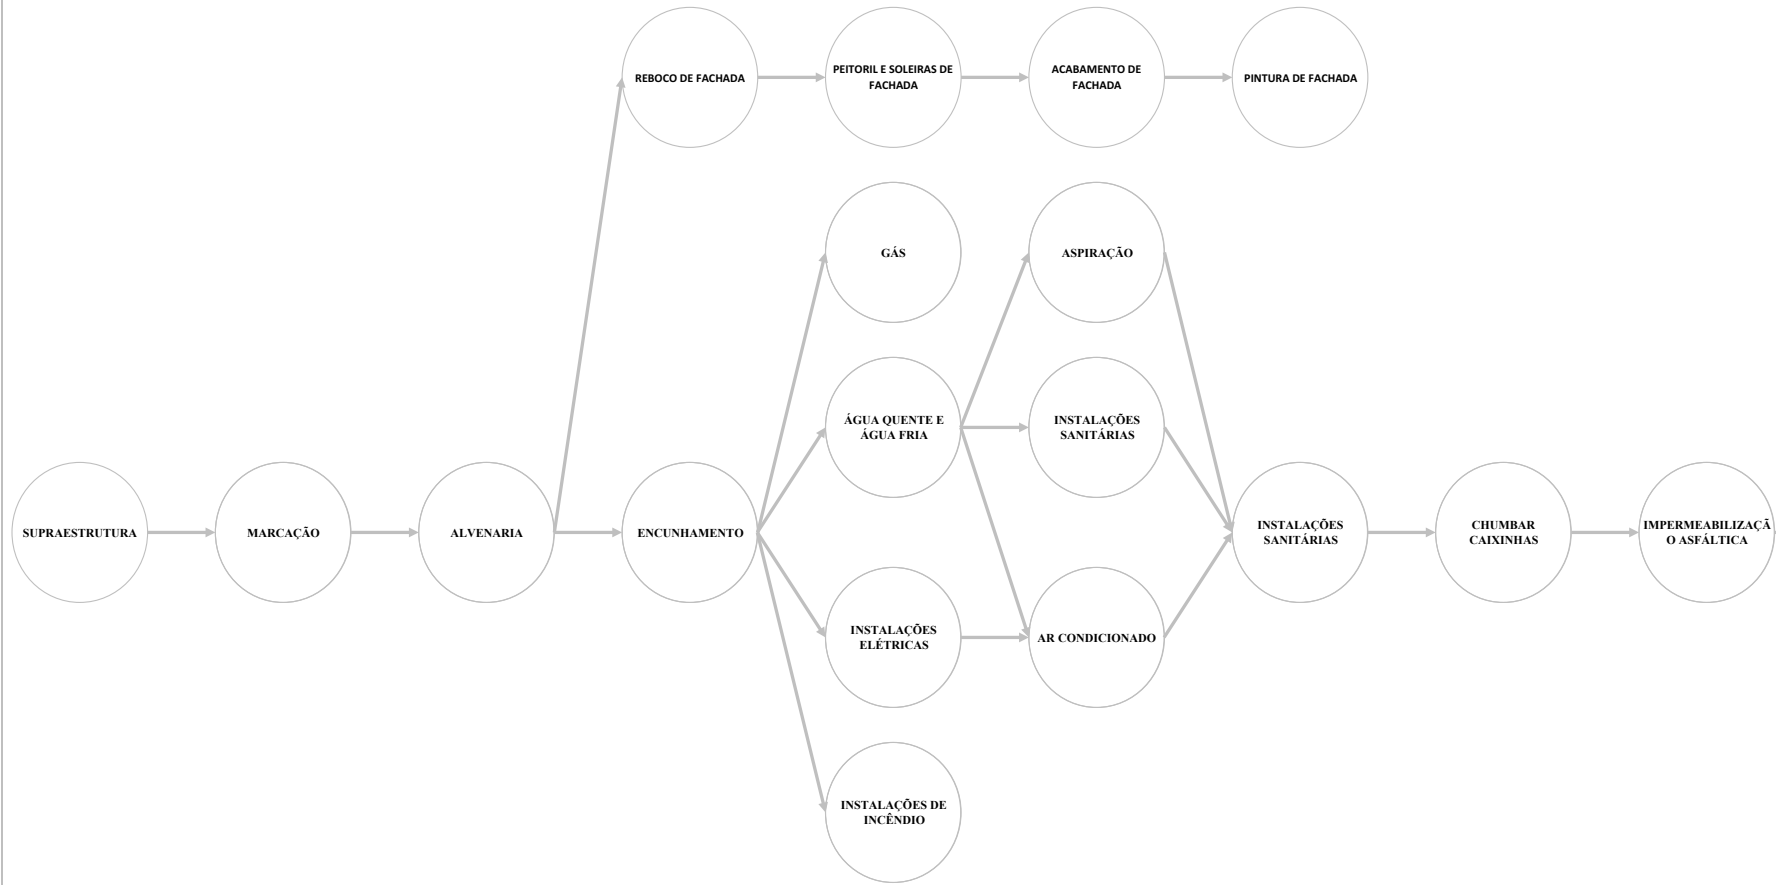 REBOCO DE FACHADA
PEITORIL E SOLEIRAS DE
FACHADA
ACABAMENTO DE
FACHADA
PINTURA DE FACHADA
GÁS
ASPIRAÇÃO
ÁGUA QUENTE E
ÁGUA FRIA
INSTALAÇÕES
SANITÁRIAS
SUPRAESTRUTURA
MARCAÇÃO
ALVENARIA
ENCUNHAMENTO
INSTALAÇÕES
SANITÁRIAS
CHUMBAR
CAIXINHAS
IMPERMEABILIZAÇÃ
O ASFÁLTICA
INSTALAÇÕES
ELÉTRICAS
AR CONDICIONADO
INSTALAÇÕES DE
INCÊNDIO